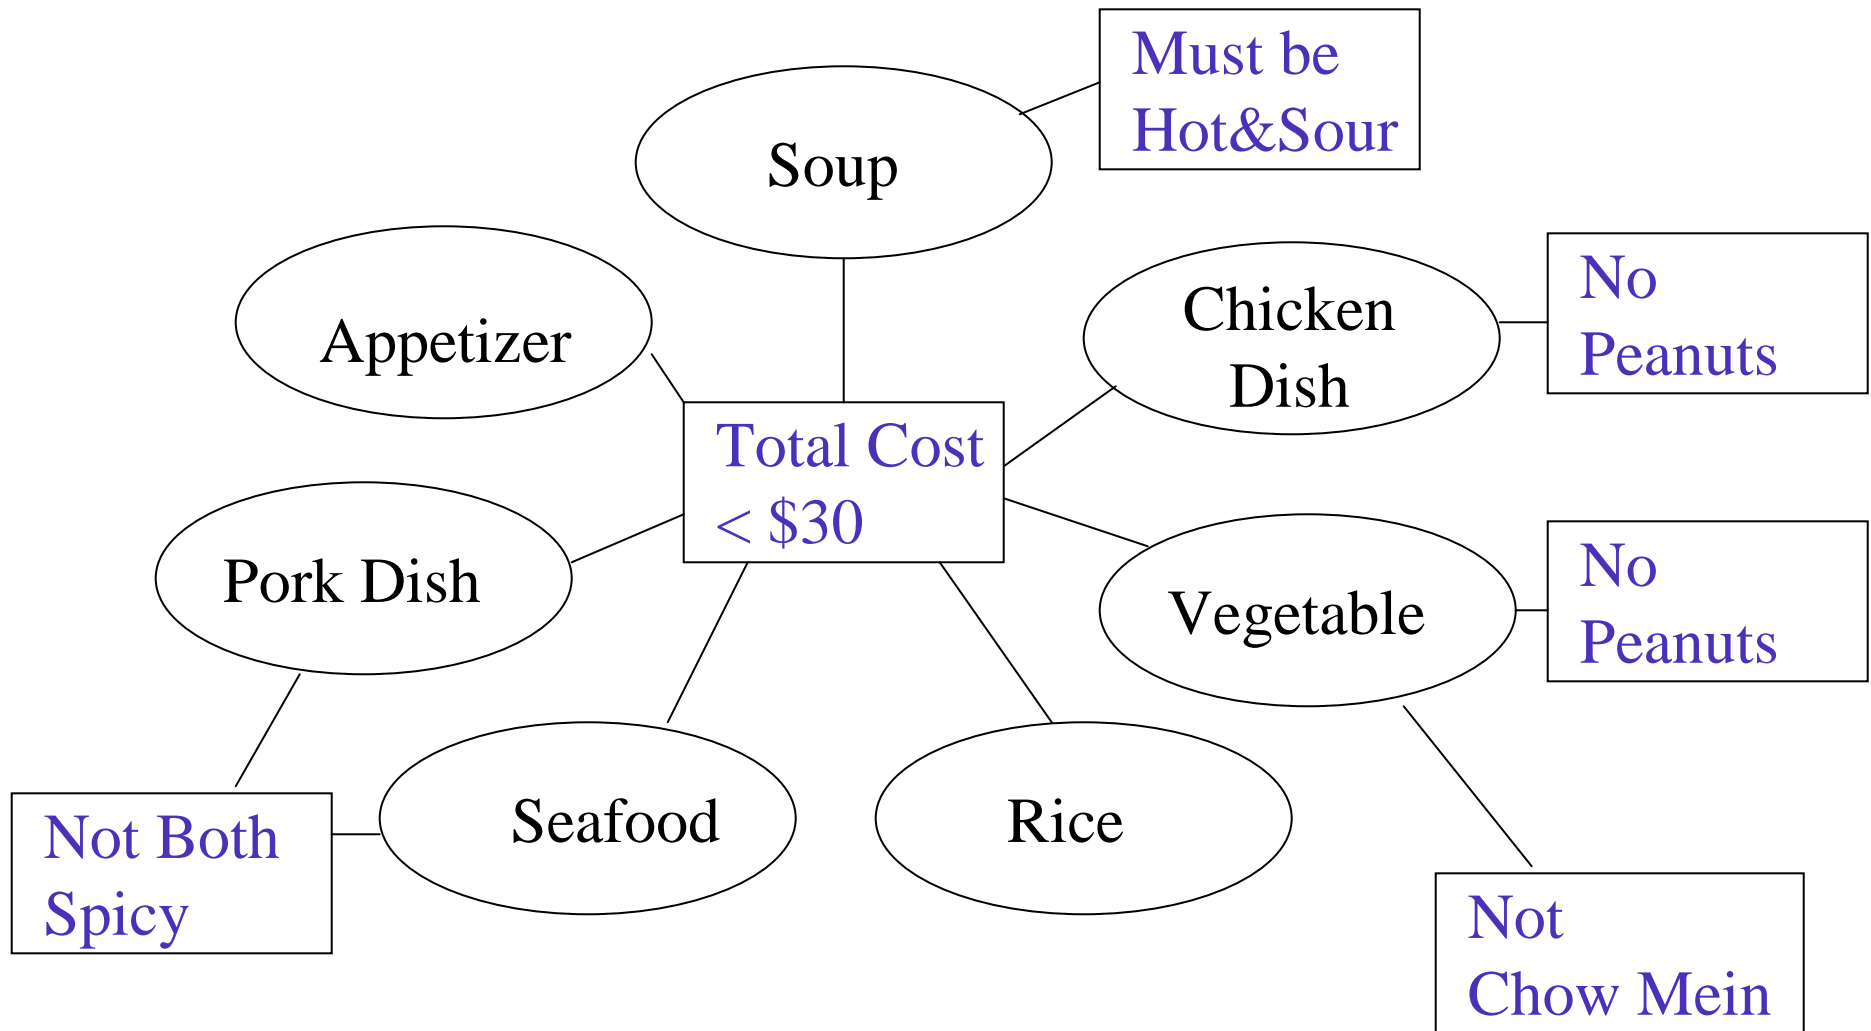 Must be
Hot&Sour
Soup
No
Peanuts
Chicken
Dish
Appetizer
Total Cost
< $30
No
Peanuts
Pork Dish
Vegetable
Not Both
Spicy
Seafood
Rice
Not
Chow Mein